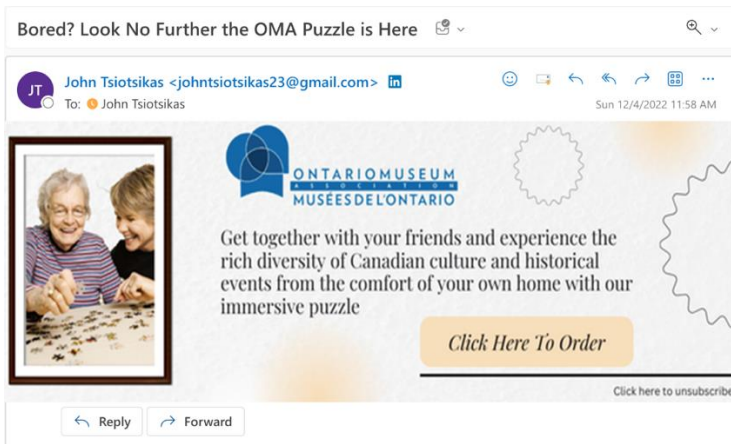 Bored? Look No Further the OMA Puzzle is Here
JT
John Tsiotsikas <johntsiotsikas23@gmail.com> in
To: John Tsiotsikas
Sun 12/4/2022 11:58 AM
ONTARIOMUSEUM
ASSOCIATION
MUSÉESDEL'ONTARIO
Get together with your friends and experience the
rich diversity of Canadian culture and historical
events from the comfort of your own home with our
immersive puzzle
Click Here To Order
Click here to unsubscribe
Reply
Forward